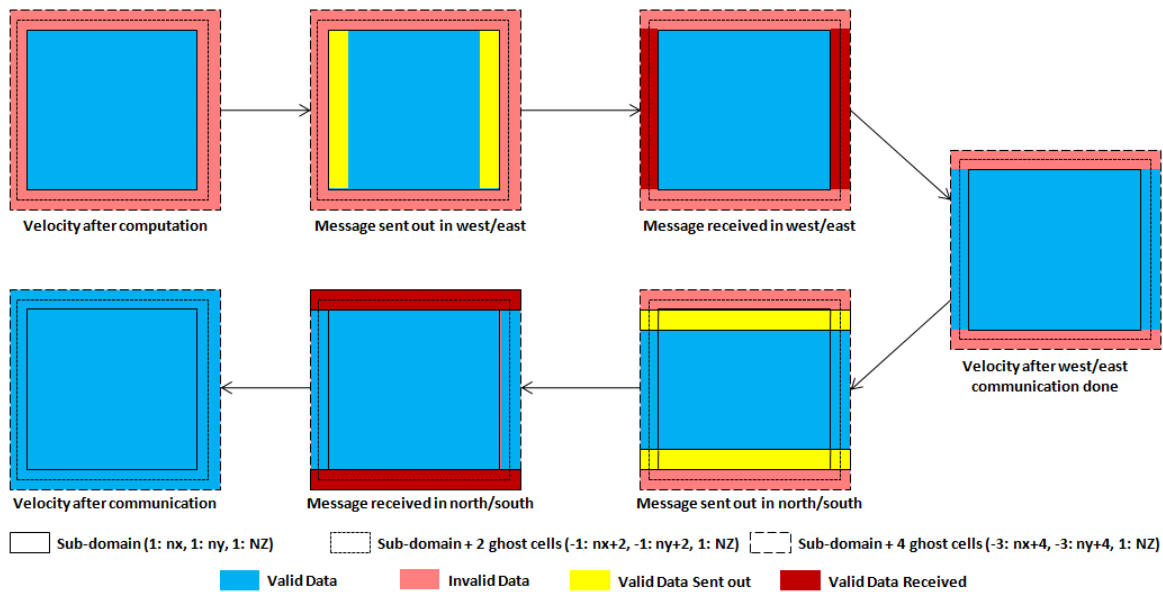 Velocity after computation
Message sent out in west/east
Message received in west/east
Velocity after west/east
communication done
Velocity after communication
Message received in north/south
Message sent out in north/south
Sub-domain (1: nx, 1: ny, 1: NZ)
Sub-domain + 2 ghost cells (-1: nx+2, -1: ny+2, 1: NZ)
Sub-domain + 4 ghost cells (-3: nx+4, -3: ny+4, 1: NZ)
Valid Data
Invalid Data
Valid Data Sent out
Valid Data Received